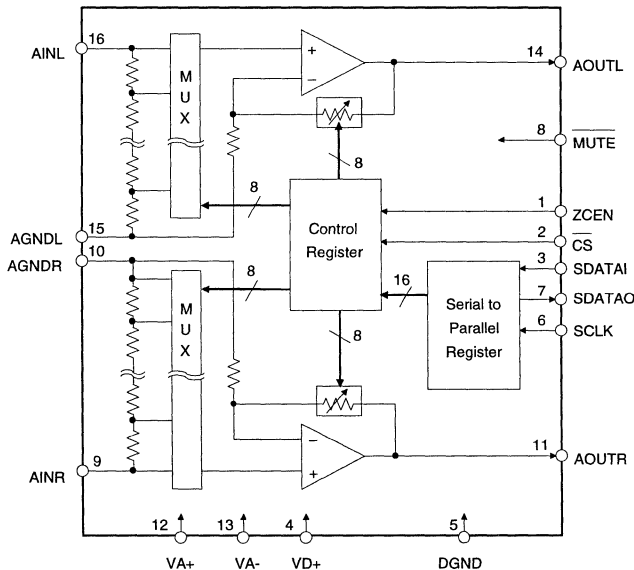 16
AINL
M
U
X
+
−
14
AOUTL
8
MUTE
8
8
1
ZCEN
Control
Register
15
AGNDL
2
CS
10
AGNDR
3
SDATAI
8
16
7
SDATAO
M
U
X
8
Serial to
Parallel
Register
6
SCLK
−
+
11
AOUTR
9
AINR
12
13
4
5
VA+
VA-
VD+
DGND